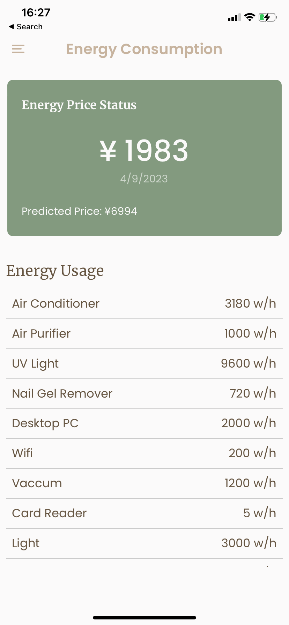 16:27
◀ Search
Energy Consumption
Energy Price Status
¥ 1983
4/9/2023
Predicted Price: ¥6994
Energy Usage
Air Conditioner 3180 w/h
Air Purifier 1000 w/h
UV Light 9600 w/h
Nail Gel Remover 720 w/h
Desktop PC 2000 w/h
Wifi 200 w/h
Vaccum 1200 w/h
Card Reader 5 w/h
Light 3000 w/h